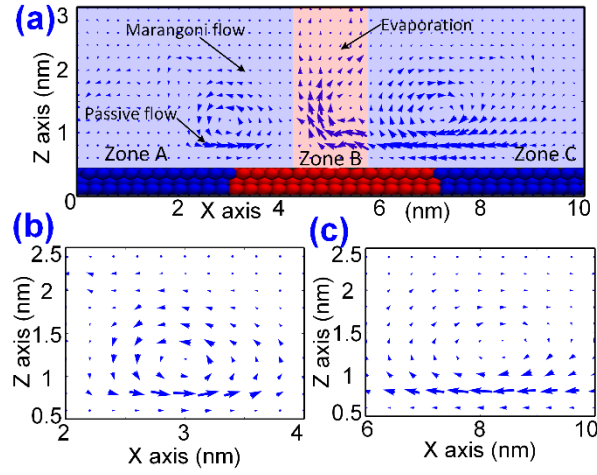 (a)
3
Marangoni flow
Evaporation
Z axis (nm)
2
Passive flow
1
Zone A
Zone B
Zone C
0
2
4
6
8
10
X axis
(nm)
(b)
(c)
2.5
2
1.5
1
0.5
Z axis (nm)
2
3
4
X axis (nm)
2.5
2
1.5
1
0.5
Z axis (nm)
6
8
10
X axis (nm)